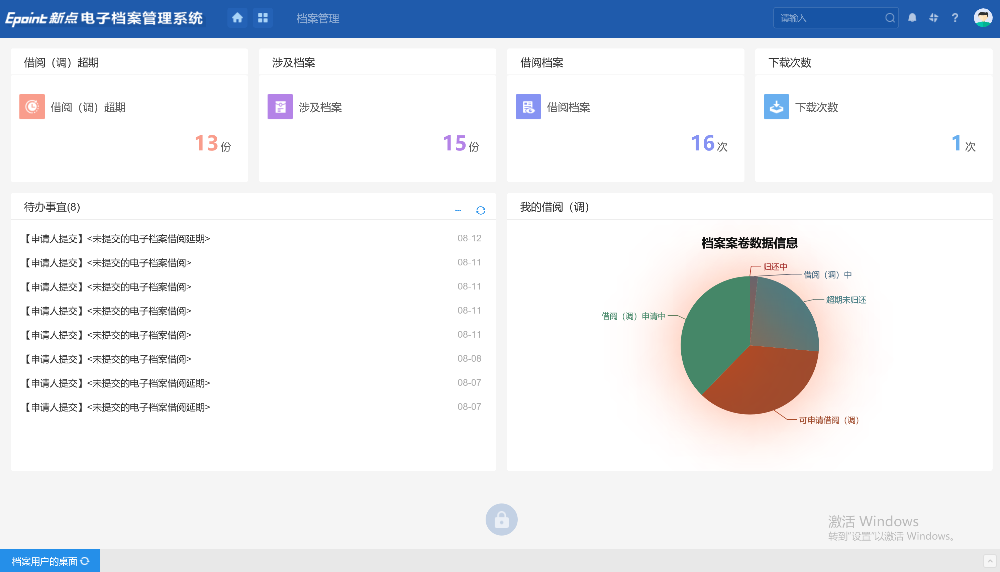 Epoint 新点 电子档案管理系统
档案管理
请输入
借阅（调）超期
涉及档案
借阅档案
下载次数
借阅（调）超期
涉及档案
借阅档案
下载次数
13 份
15 份
16 次
1 次
待办事宜(8)
【申请人提交】<未提交的电子档案借阅延期> 08-12
【申请人提交】<未提交的电子档案借阅> 08-11
【申请人提交】<未提交的电子档案借阅> 08-11
【申请人提交】<未提交的电子档案借阅> 08-11
【申请人提交】<未提交的电子档案借阅> 08-11
【申请人提交】<未提交的电子档案借阅> 08-08
【申请人提交】<未提交的电子档案借阅延期> 08-07
【申请人提交】<未提交的电子档案借阅延期> 08-07
我的借阅（调）
档案案卷数据信息
归还中
借阅（调）中
超期未归还
借阅（调）申请中
可申请借阅（调）
激活 Windows
转到“设置”以激活 Windows。
档案用户的桌面